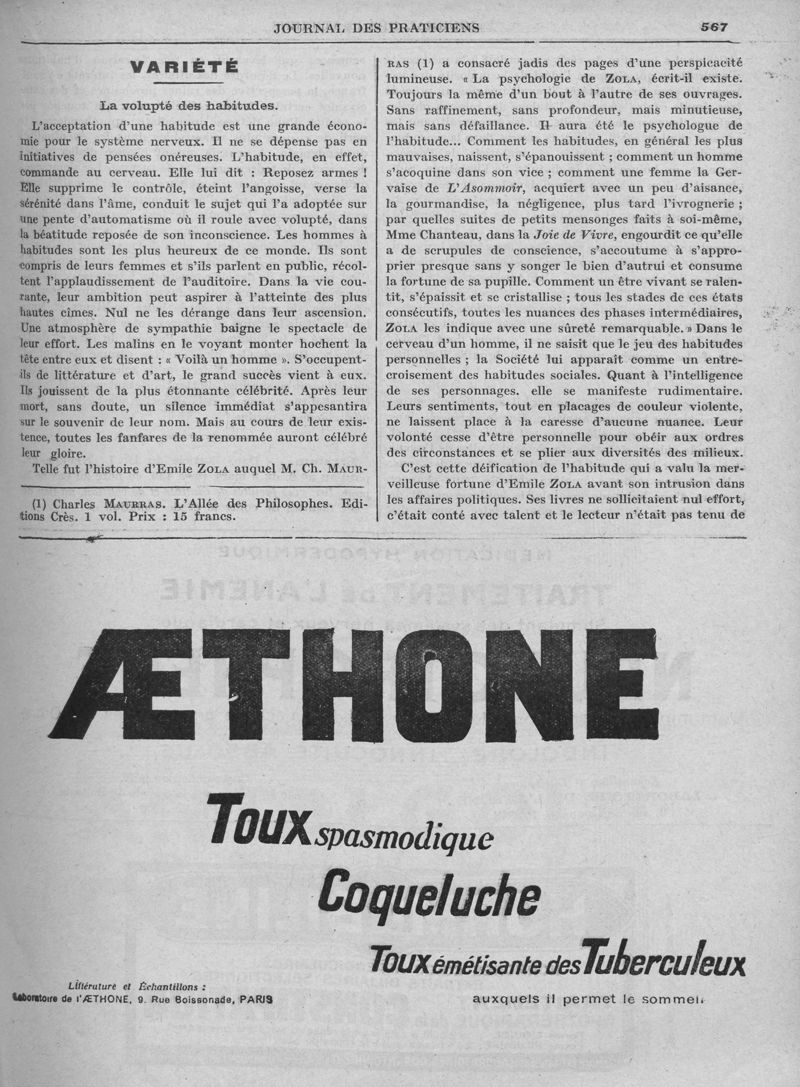 JOURNAL DES PRATICIENS 567
VARIÉTÉ
La volupté des habitudes.
L'acceptation d'une habitude est une grande écono-
mie pour le système nerveux. Il ne se dépense pas en
initiatives de pensées onéreuses. L'habitude, en effet,
commande au cerveau. Elle lui dit : Reposez armes !
Elle supprime le contrôle, éteint l'angoisse, verse la
sérénité dans l'âme, conduit le sujet qui l'a adoptée sur
une pente d'automatisme où il roule avec volupté, dans
la béatitude reposée de son inconscience. Les hommes à
habitudes sont les plus heureux de ce monde. Ils sont
compris de leurs femmes et s'ils parlent en public, récol-
tent l'applaudissement de l'auditoire. Dans la vie cou-
rante, leur ambition peut aspirer à l'atteinte des plus
hautes cîmes. Nul ne les dérange dans leur ascension.
Une atmosphère de sympathie baigne le spectacle de
leur effort. Les malins en le voyant monter hochent la
tête entre eux et disent : « Voilà un homme ». S'occupent-
ils de littérature et d'art, le grand succès vient à eux.
Ils jouissent de la plus étonnante célébrité. Après leur
mort, sans doute, un silence immédiat s'appesantira
sur le souvenir de leur nom. Mais au cours de leur exis-
tence, toutes les fanfares de la renommée auront célébré
leur gloire.
Telle fut l'histoire d'Emile ZOLA auquel M. Ch. MAUR-
(1) Charles MAURRAS. L'Allée des Philosophes. Edi-
tions Crès. 1 vol. Prix : 15 francs.
RAS (1) a consacré jadis des pages d'une perspicacité
lumineuse. « La psychologie de ZOLA, écrit-il existe.
Toujours la même d'un bout à l'autre de ses ouvrages.
Sans raffinement, sans profondeur, mais minutieuse,
mais sans défaillance. Il aura été le psychologue de
l'habitude... Comment les habitudes, en général les plus
mauvaises, naissent, s'épanouissent ; comment un homme
s'acoquine dans son vice ; comment une femme la Ger-
vaise de L'Asommoir, acquiert avec un peu d'aisance,
la gourmandise, la négligence, plus tard l'ivrognerie ;
par quelles suites de petits mensonges faits à soi-même,
Mme Chanteau, dans la Joie de Vivre, engourdit ce qu'elle
a de scrupules de conscience, s'accoutume à s'appro-
prier presque sans y songer le bien d'autrui et consume
la fortune de sa pupille. Comment un être vivant se ralen-
tit, s'épaissit et se cristallise ; tous les stades de ces états
consécutifs, toutes les nuances des phases intermédiaires,
ZOLA les indique avec une sûreté remarquable. » Dans le
cerveau d'un homme, il ne saisit que le jeu des habitudes
personnelles ; la Société lui apparaît comme un entre-
croisement des habitudes sociales. Quant à l'intelligence
de ses personnages. elle se manifeste rudimentaire.
Leurs sentiments, tout en placages de couleur violente,
ne laissent place à la caresse d'aucune nuance. Leur
volonté cesse d'être personnelle pour obéir aux ordres
des circonstances et se plier aux diversités des milieux.
C'est cette déification de l'habitude qui a valu la mer-
veilleuse fortune d'Emile ZOLA avant son intrusion dans
les affaires politiques. Ses livres ne sollicitaient nul effort,
c'était conté avec talent et le lecteur n'était pas tenu de
ÆTHONE
Toux spasmodique
Coqueluche
Toux émétisante des Tuberculeux
auxquels il permet le sommeil
Littérature et Échantillons :
Laboratoire de l'ÆTHONE, 9, Rue Boissonade, PARIS